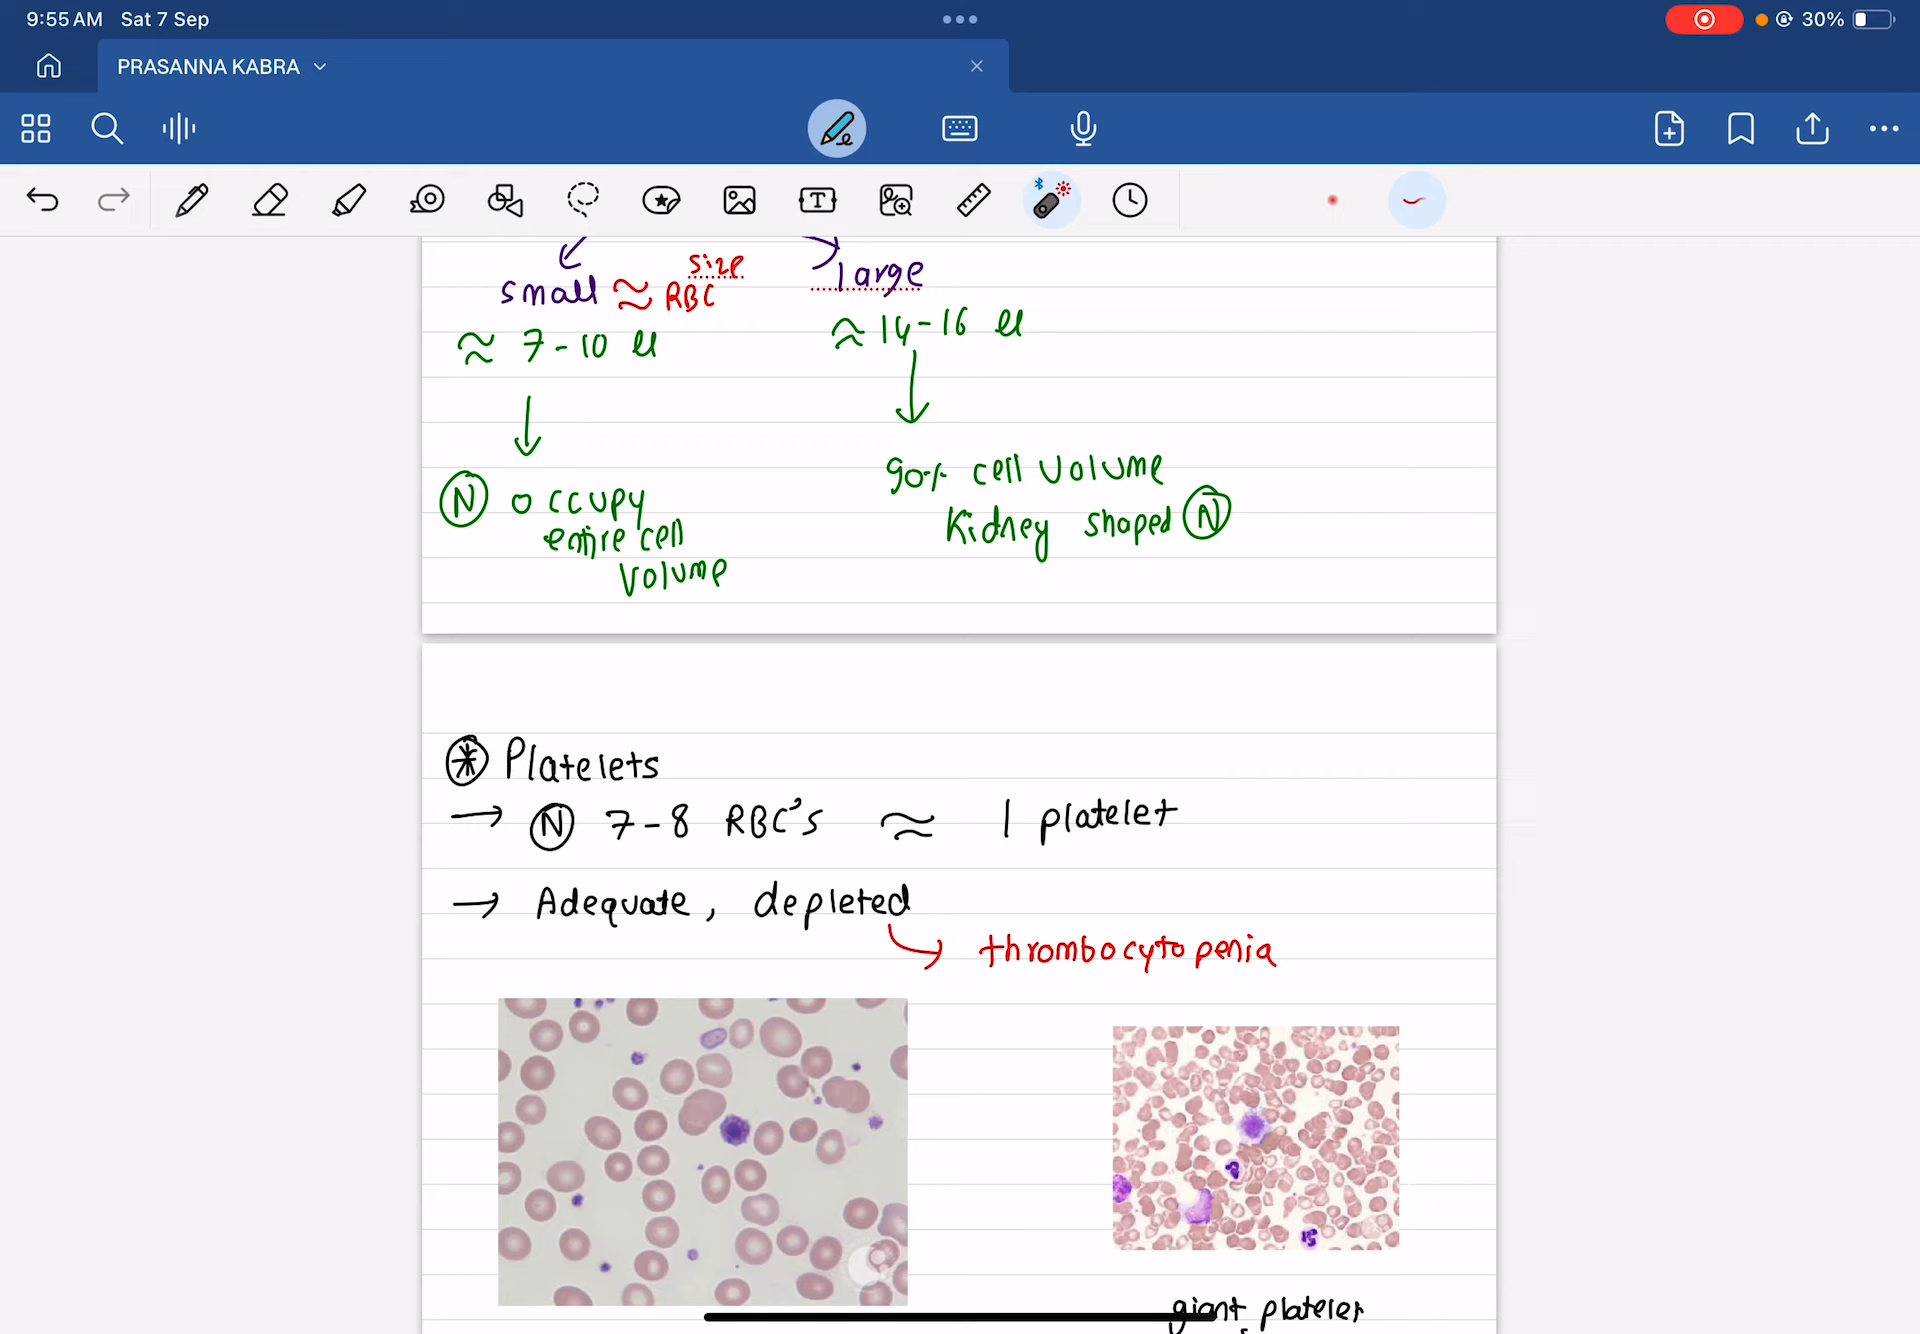 9:55 AM Sat 7 Sep
30%
PRASANNA KABRA
small ≈ RBC size
large
≈ 7-10 μ
≈ 14-16 μ
N occupy
entire cell
volume
90% cell volume
Kidney shaped N
* Platelets
→ N 7-8 RBC's ≈ 1 platelet
→ Adequate, depleted
thrombocytopenia
giant platelet